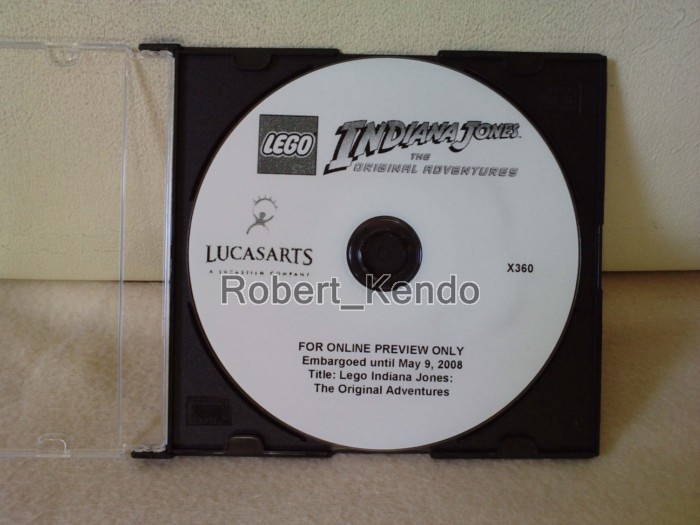 LEGO
INDIANA JONES
THE
ORIGINAL ADVENTURES
LUCASARTS
A LUCASFILM COMPANY
X360
Robert_Kendo
FOR ONLINE PREVIEW ONLY
Embargoed until May 9, 2008
Title: Lego Indiana Jones:
The Original Adventures